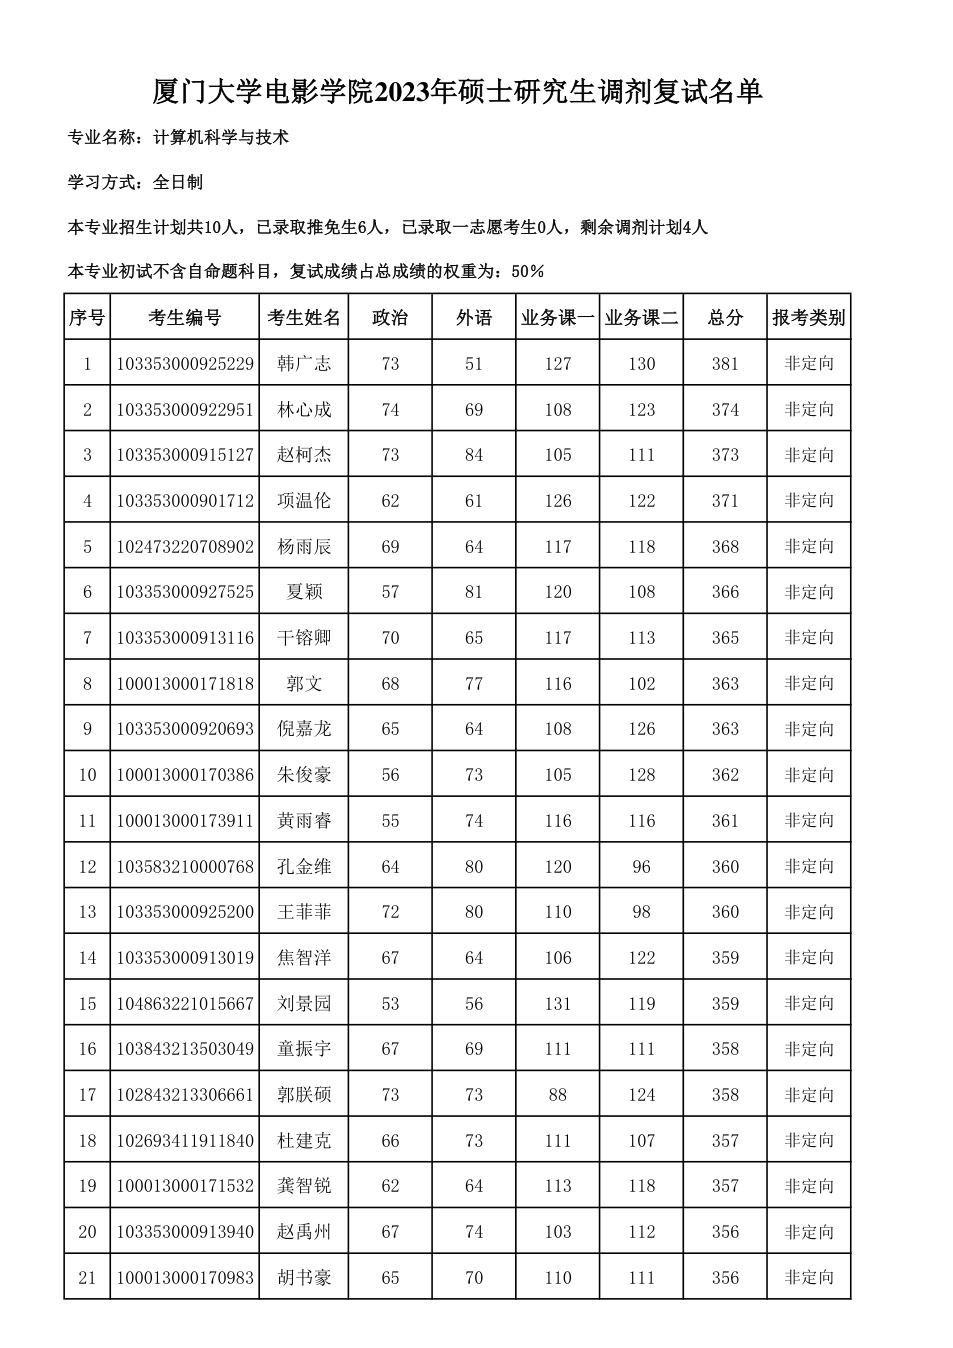 厦门大学电影学院2023年硕士研究生调剂复试名单
专业名称：计算机科学与技术
学习方式：全日制
本专业招生计划共10人，已录取推免生6人，已录取一志愿考生0人，剩余调剂计划4人
本专业初试不含自命题科目，复试成绩占总成绩的权重为：50%
序号 考生编号 考生姓名 政治 外语 业务课一 业务课二 总分 报考类别
1 103353000925229 韩广志 73 51 127 130 381 非定向
2 103353000922951 林心成 74 69 108 123 374 非定向
3 103353000915127 赵柯杰 73 84 105 111 373 非定向
4 103353000901712 项温伦 62 61 126 122 371 非定向
5 102473220708902 杨雨辰 69 64 117 118 368 非定向
6 103353000927525 夏颖 57 81 120 108 366 非定向
7 103353000913116 干镕卿 70 65 117 113 365 非定向
8 100013000171818 郭文 68 77 116 102 363 非定向
9 103353000920693 倪嘉龙 65 64 108 126 363 非定向
10 100013000170386 朱俊豪 56 73 105 128 362 非定向
11 100013000173911 黄雨睿 55 74 116 116 361 非定向
12 103583210000768 孔金维 64 80 120 96 360 非定向
13 103353000925200 王菲菲 72 80 110 98 360 非定向
14 103353000913019 焦智洋 67 64 106 122 359 非定向
15 104863221015667 刘景园 53 56 131 119 359 非定向
16 103843213503049 童振宇 67 69 111 111 358 非定向
17 102843213306661 郭朕硕 73 73 88 124 358 非定向
18 102693411911840 杜建克 66 73 111 107 357 非定向
19 100013000171532 龚智锐 62 64 113 118 357 非定向
20 103353000913940 赵禹州 67 74 103 112 356 非定向
21 100013000170983 胡书豪 65 70 110 111 356 非定向